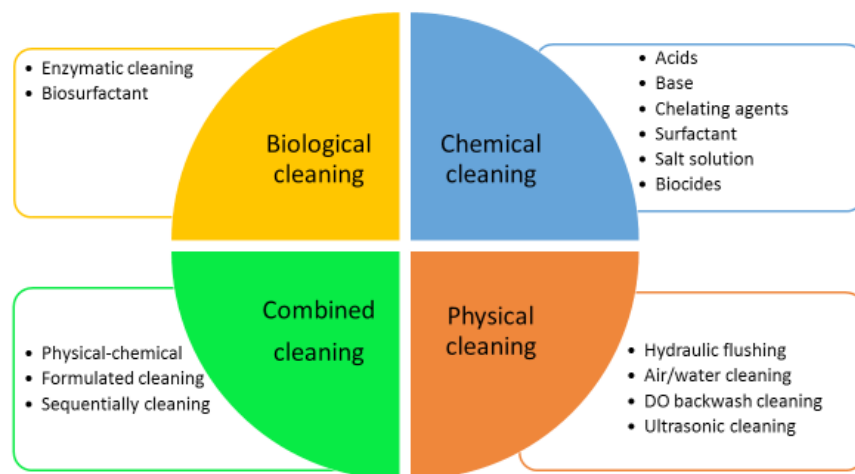 • Enzymatic cleaning
• Biosurfactant
Biological
cleaning
Chemical
cleaning
• Acids
• Base
• Chelating agents
• Surfactant
• Salt solution
• Biocides
Combined
cleaning
• Physical-chemical
• Formulated cleaning
• Sequentially cleaning
Physical
cleaning
• Hydraulic flushing
• Air/water cleaning
• DO backwash cleaning
• Ultrasonic cleaning